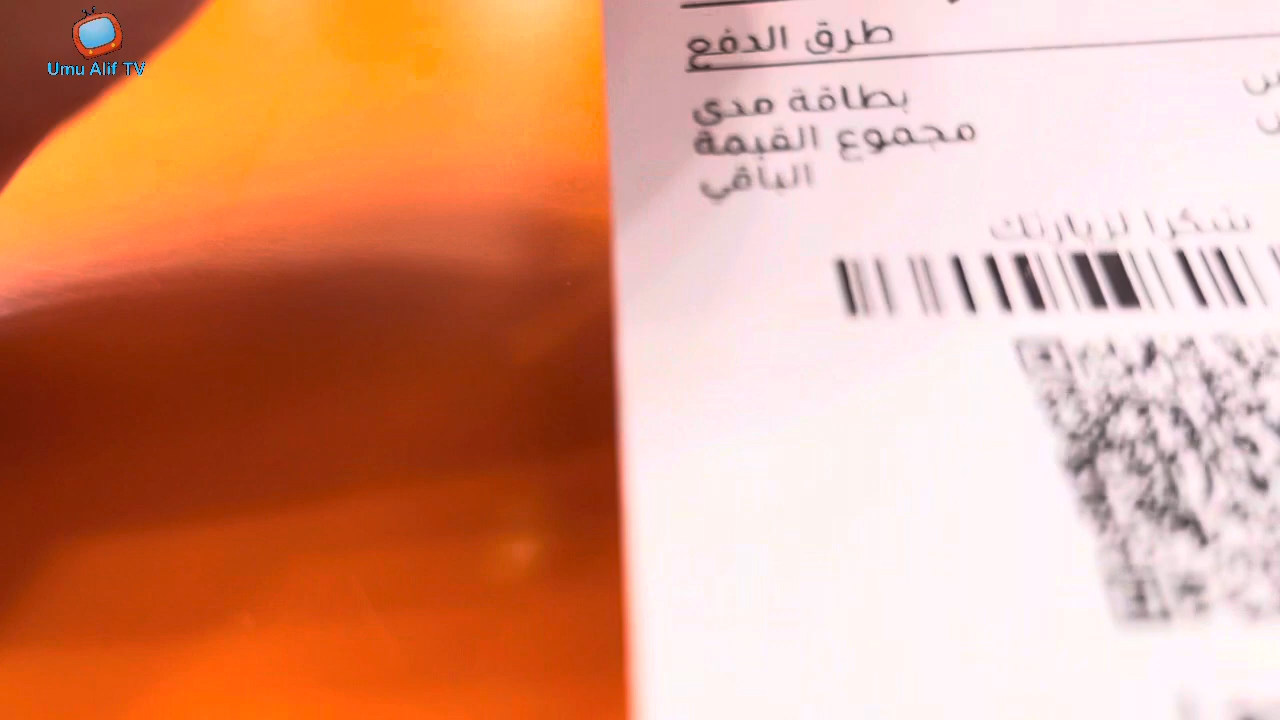 Umu Alif TV
طرق الدفع
بطاقة مدى
مجموع القيمة
الباقي
شكرا لزيارتك